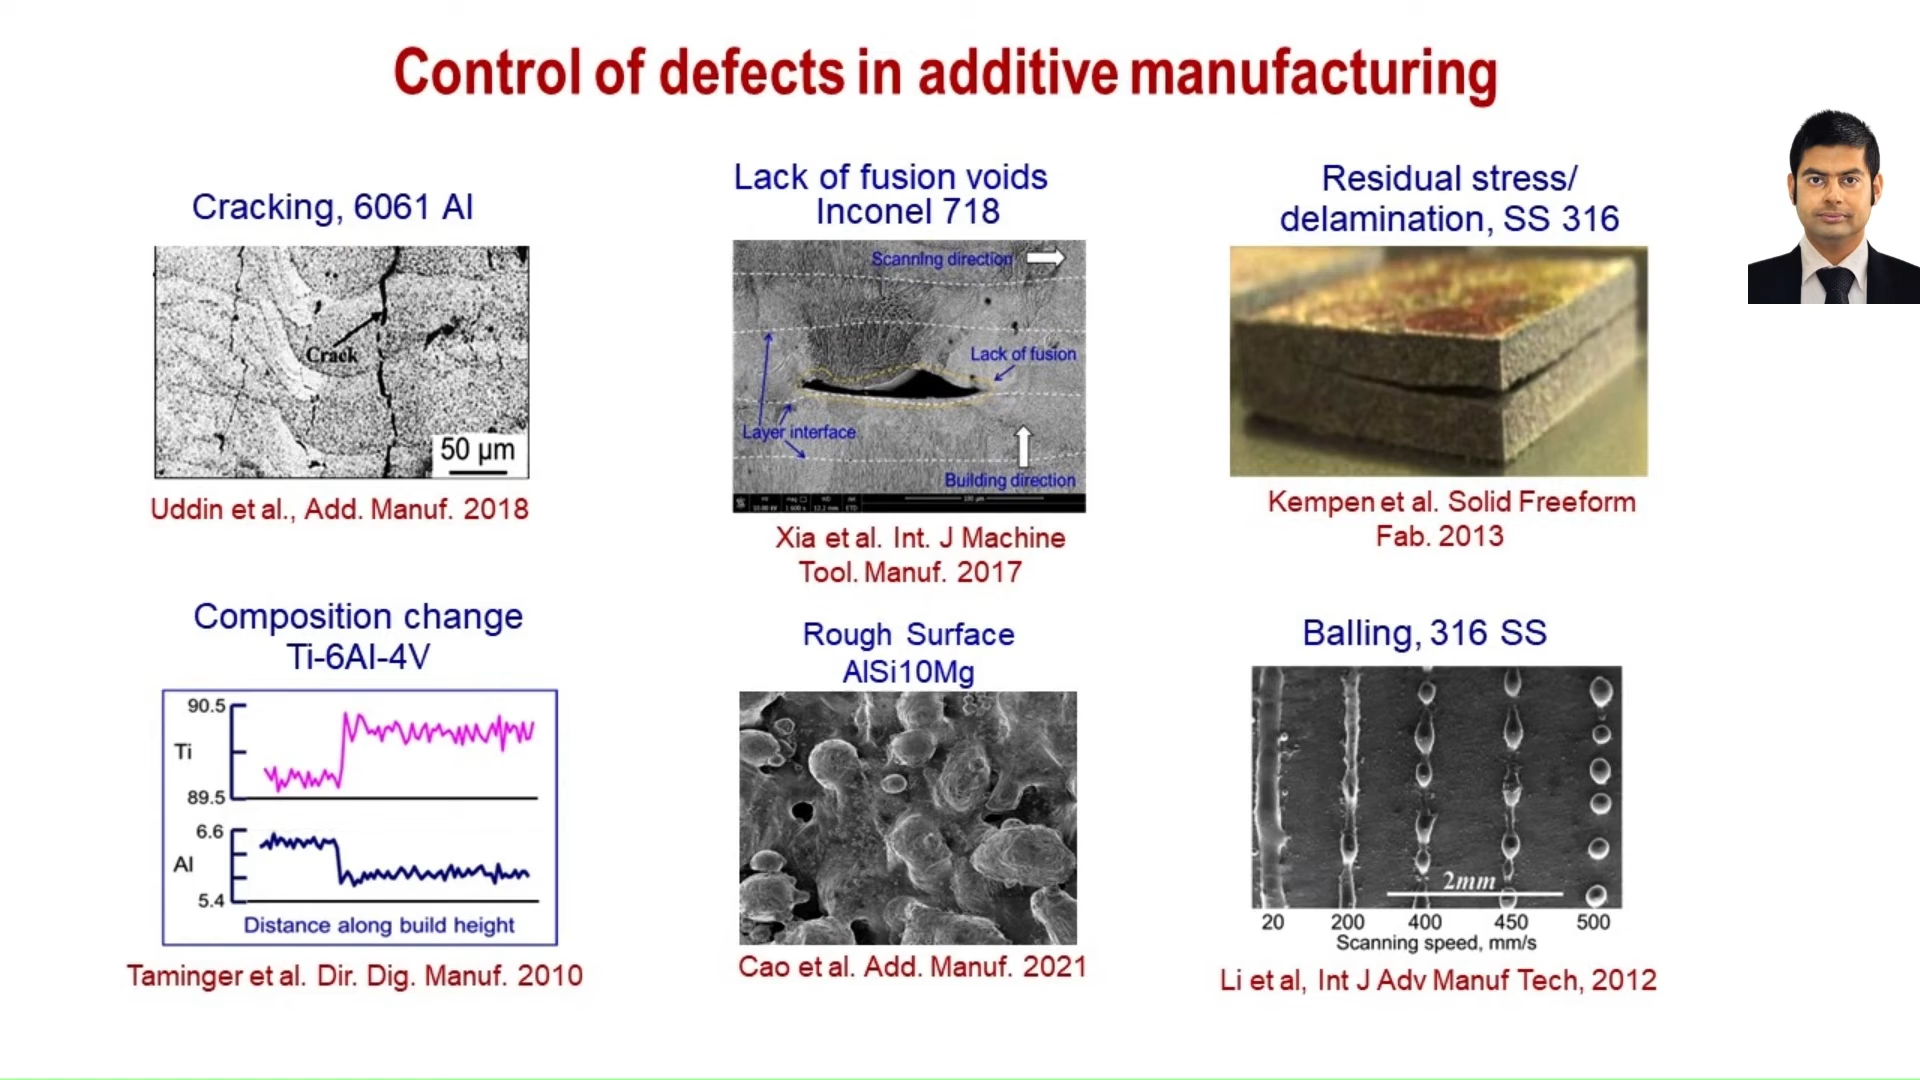 Control of defects in additive manufacturing
Cracking, 6061 Al
Crack
50 µm
Uddin et al., Add. Manuf. 2018
Lack of fusion voids
Inconel 718
Scanning direction
Lack of fusion
Layer interface
Building direction
Xia et al. Int. J Machine
Tool. Manuf. 2017
Residual stress/
delamination, SS 316
Kempen et al. Solid Freeform
Fab. 2013
Composition change
Ti-6Al-4V
90.5
Ti
89.5
6.6
Al
5.4
Distance along build height
Taminger et al. Dir. Dig. Manuf. 2010
Rough Surface
AlSi10Mg
Cao et al. Add. Manuf. 2021
Balling, 316 SS
2mm
20 200 400 450 500
Scanning speed, mm/s
Li et al, Int J Adv Manuf Tech, 2012